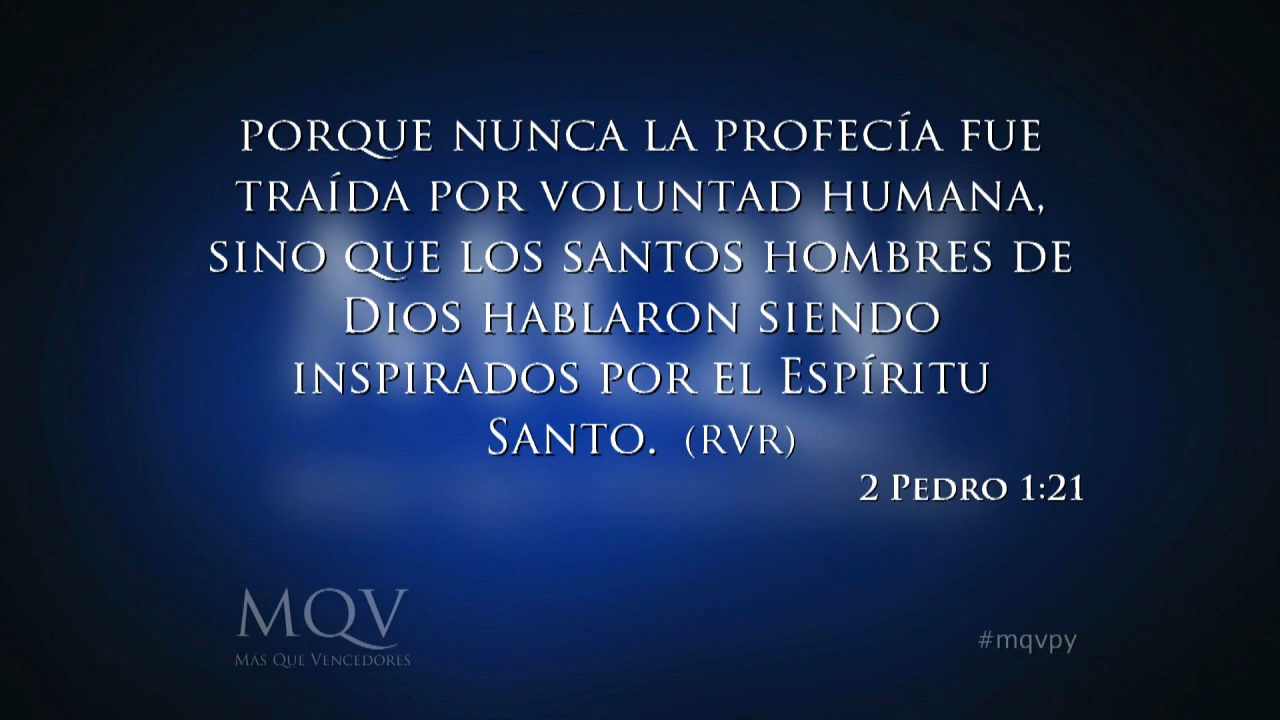 PORQUE NUNCA LA PROFECÍA FUE
TRAÍDA POR VOLUNTAD HUMANA,
SINO QUE LOS SANTOS HOMBRES DE
DIOS HABLARON SIENDO
INSPIRADOS POR EL ESPÍRITU
SANTO. (RVR)
2 PEDRO 1:21
MQV
MÁS QUE VENCEDORES
#mqvpy